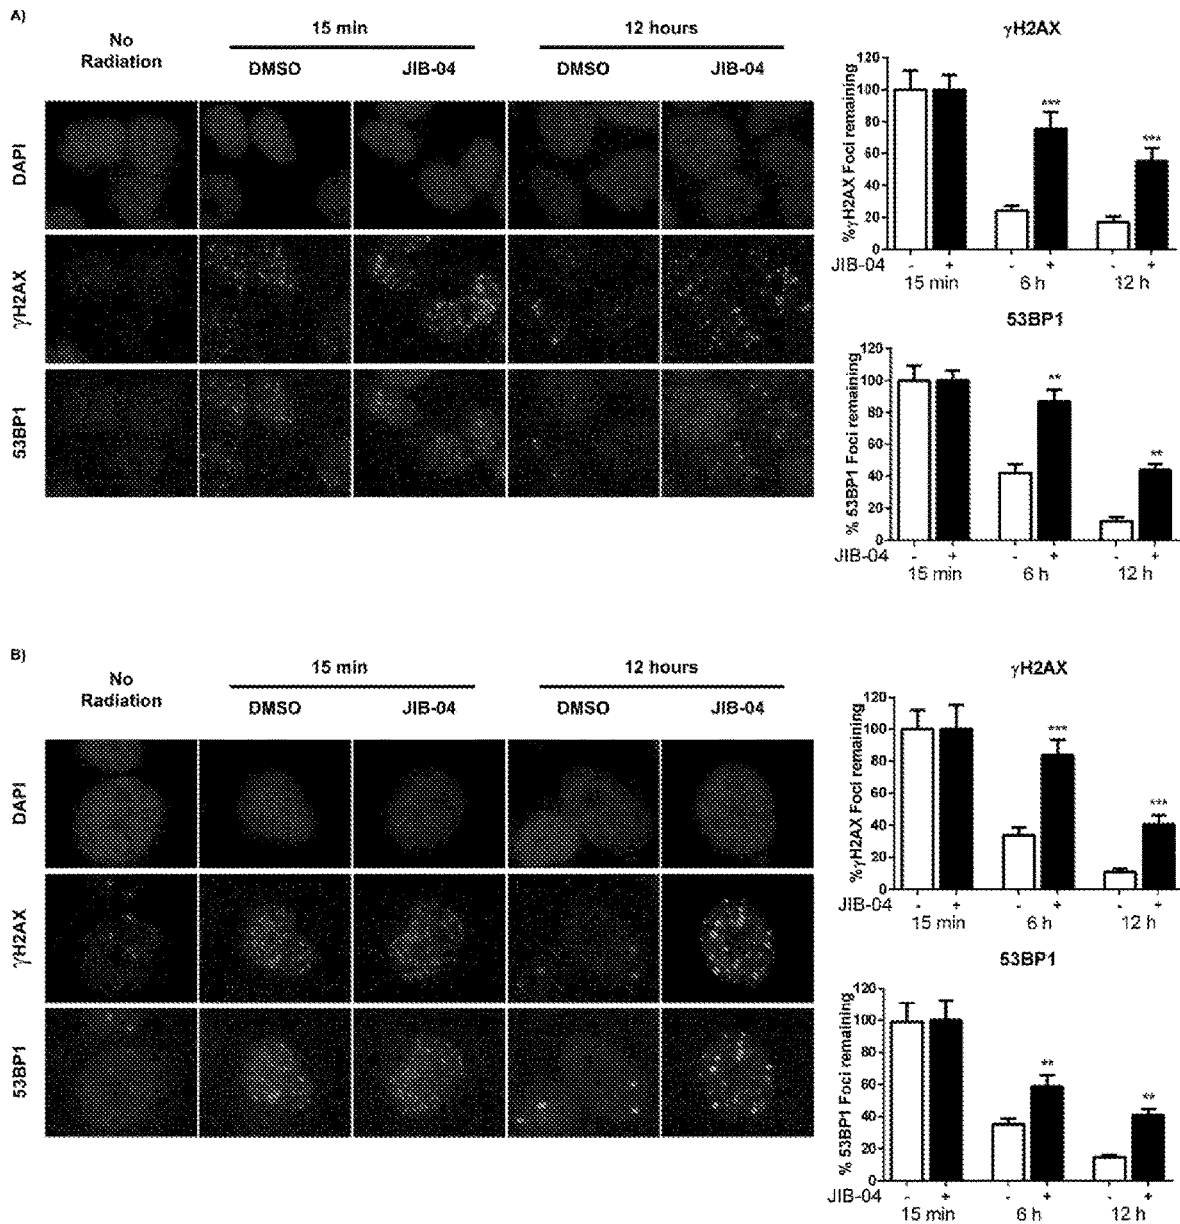 A)
No
Radiation
15 min
12 hours
DMSO
JIB-04
DMSO
JIB-04
DAPI
γH2AX
53BP1
γH2AX
%γH2AX Foci remaining
120
100
80
60
40
20
0
***
***
JIB-04
- + - + - +
15 min 6 h 12 h
53BP1
% 53BP1 Foci remaining
120
100
80
60
40
20
0
**
**
JIB-04
- + - + - +
15 min 6 h 12 h
B)
No
Radiation
15 min
12 hours
DMSO
JIB-04
DMSO
JIB-04
DAPI
γH2AX
53BP1
γH2AX
%γH2AX Foci remaining
120
100
80
60
40
20
0
***
***
JIB-04
- + - + - +
15 min 6 h 12 h
53BP1
% 53BP1 Foci remaining
120
100
80
60
40
20
0
**
**
JIB-04
- + - + - +
15 min 6 h 12 h